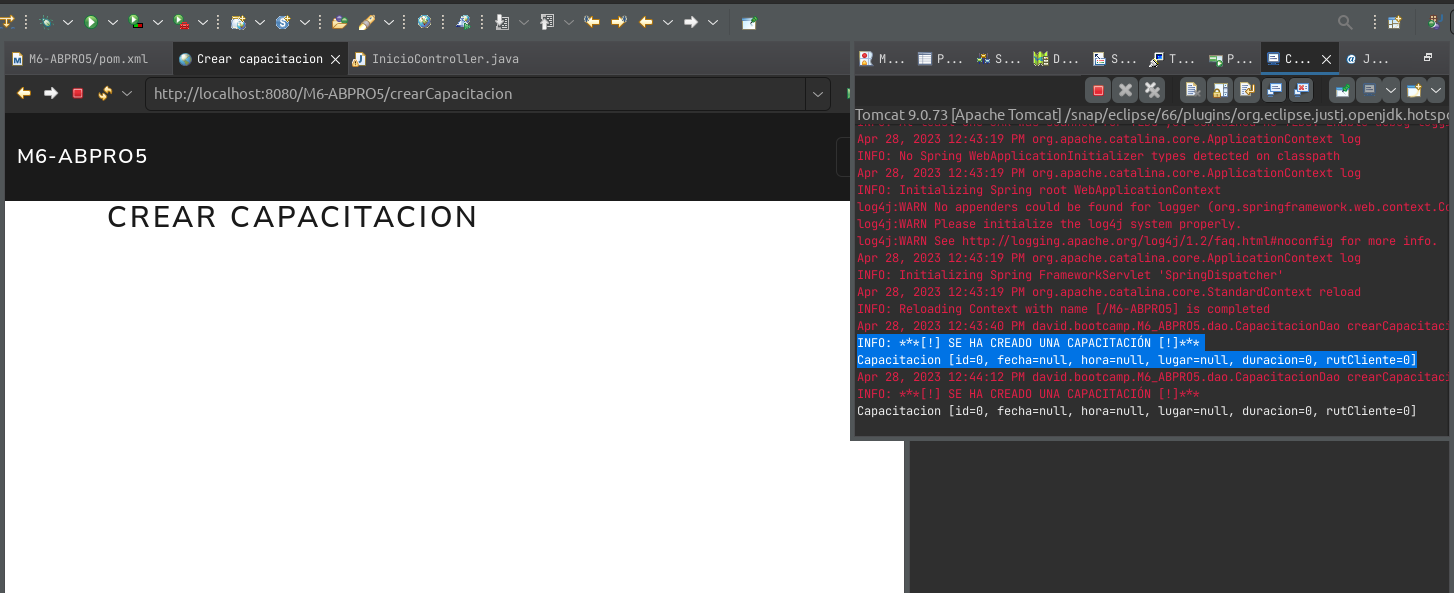 M6-ABPRO5/pom.xml
Crear capacitacion
InicioController.java
M...
P...
S...
D...
S...
T...
P...
C...
J...
http://localhost:8080/M6-ABPRO5/crearCapacitacion
M6-ABPRO5
CREAR CAPACITACION
Tomcat 9.0.73 [Apache Tomcat] /snap/eclipse/66/plugins/org.eclipse.justj.openjdk.hotspo
Apr 28, 2023 12:43:19 PM org.apache.catalina.core.ApplicationContext log
INFO: No Spring WebApplicationInitializer types detected on classpath
Apr 28, 2023 12:43:19 PM org.apache.catalina.core.ApplicationContext log
INFO: Initializing Spring root WebApplicationContext
log4j:WARN No appenders could be found for logger (org.springframework.web.context.Co
log4j:WARN Please initialize the log4j system properly.
log4j:WARN See http://logging.apache.org/log4j/1.2/faq.html#noconfig for more info.
Apr 28, 2023 12:43:19 PM org.apache.catalina.core.ApplicationContext log
INFO: Initializing Spring FrameworkServlet 'SpringDispatcher'
Apr 28, 2023 12:43:19 PM org.apache.catalina.core.StandardContext reload
INFO: Reloading Context with name [/M6-ABPRO5] is completed
Apr 28, 2023 12:43:40 PM david.bootcamp.M6_ABPRO5.dao.CapacitacionDao crearCapacitaci
INFO: ***[!] SE HA CREADO UNA CAPACITACIÓN [!]***
Capacitacion [id=0, fecha=null, hora=null, lugar=null, duracion=0, rutCliente=0]
Apr 28, 2023 12:44:12 PM david.bootcamp.M6_ABPRO5.dao.CapacitacionDao crearCapacitaci
INFO: ***[!] SE HA CREADO UNA CAPACITACIÓN [!]***
Capacitacion [id=0, fecha=null, hora=null, lugar=null, duracion=0, rutCliente=0]